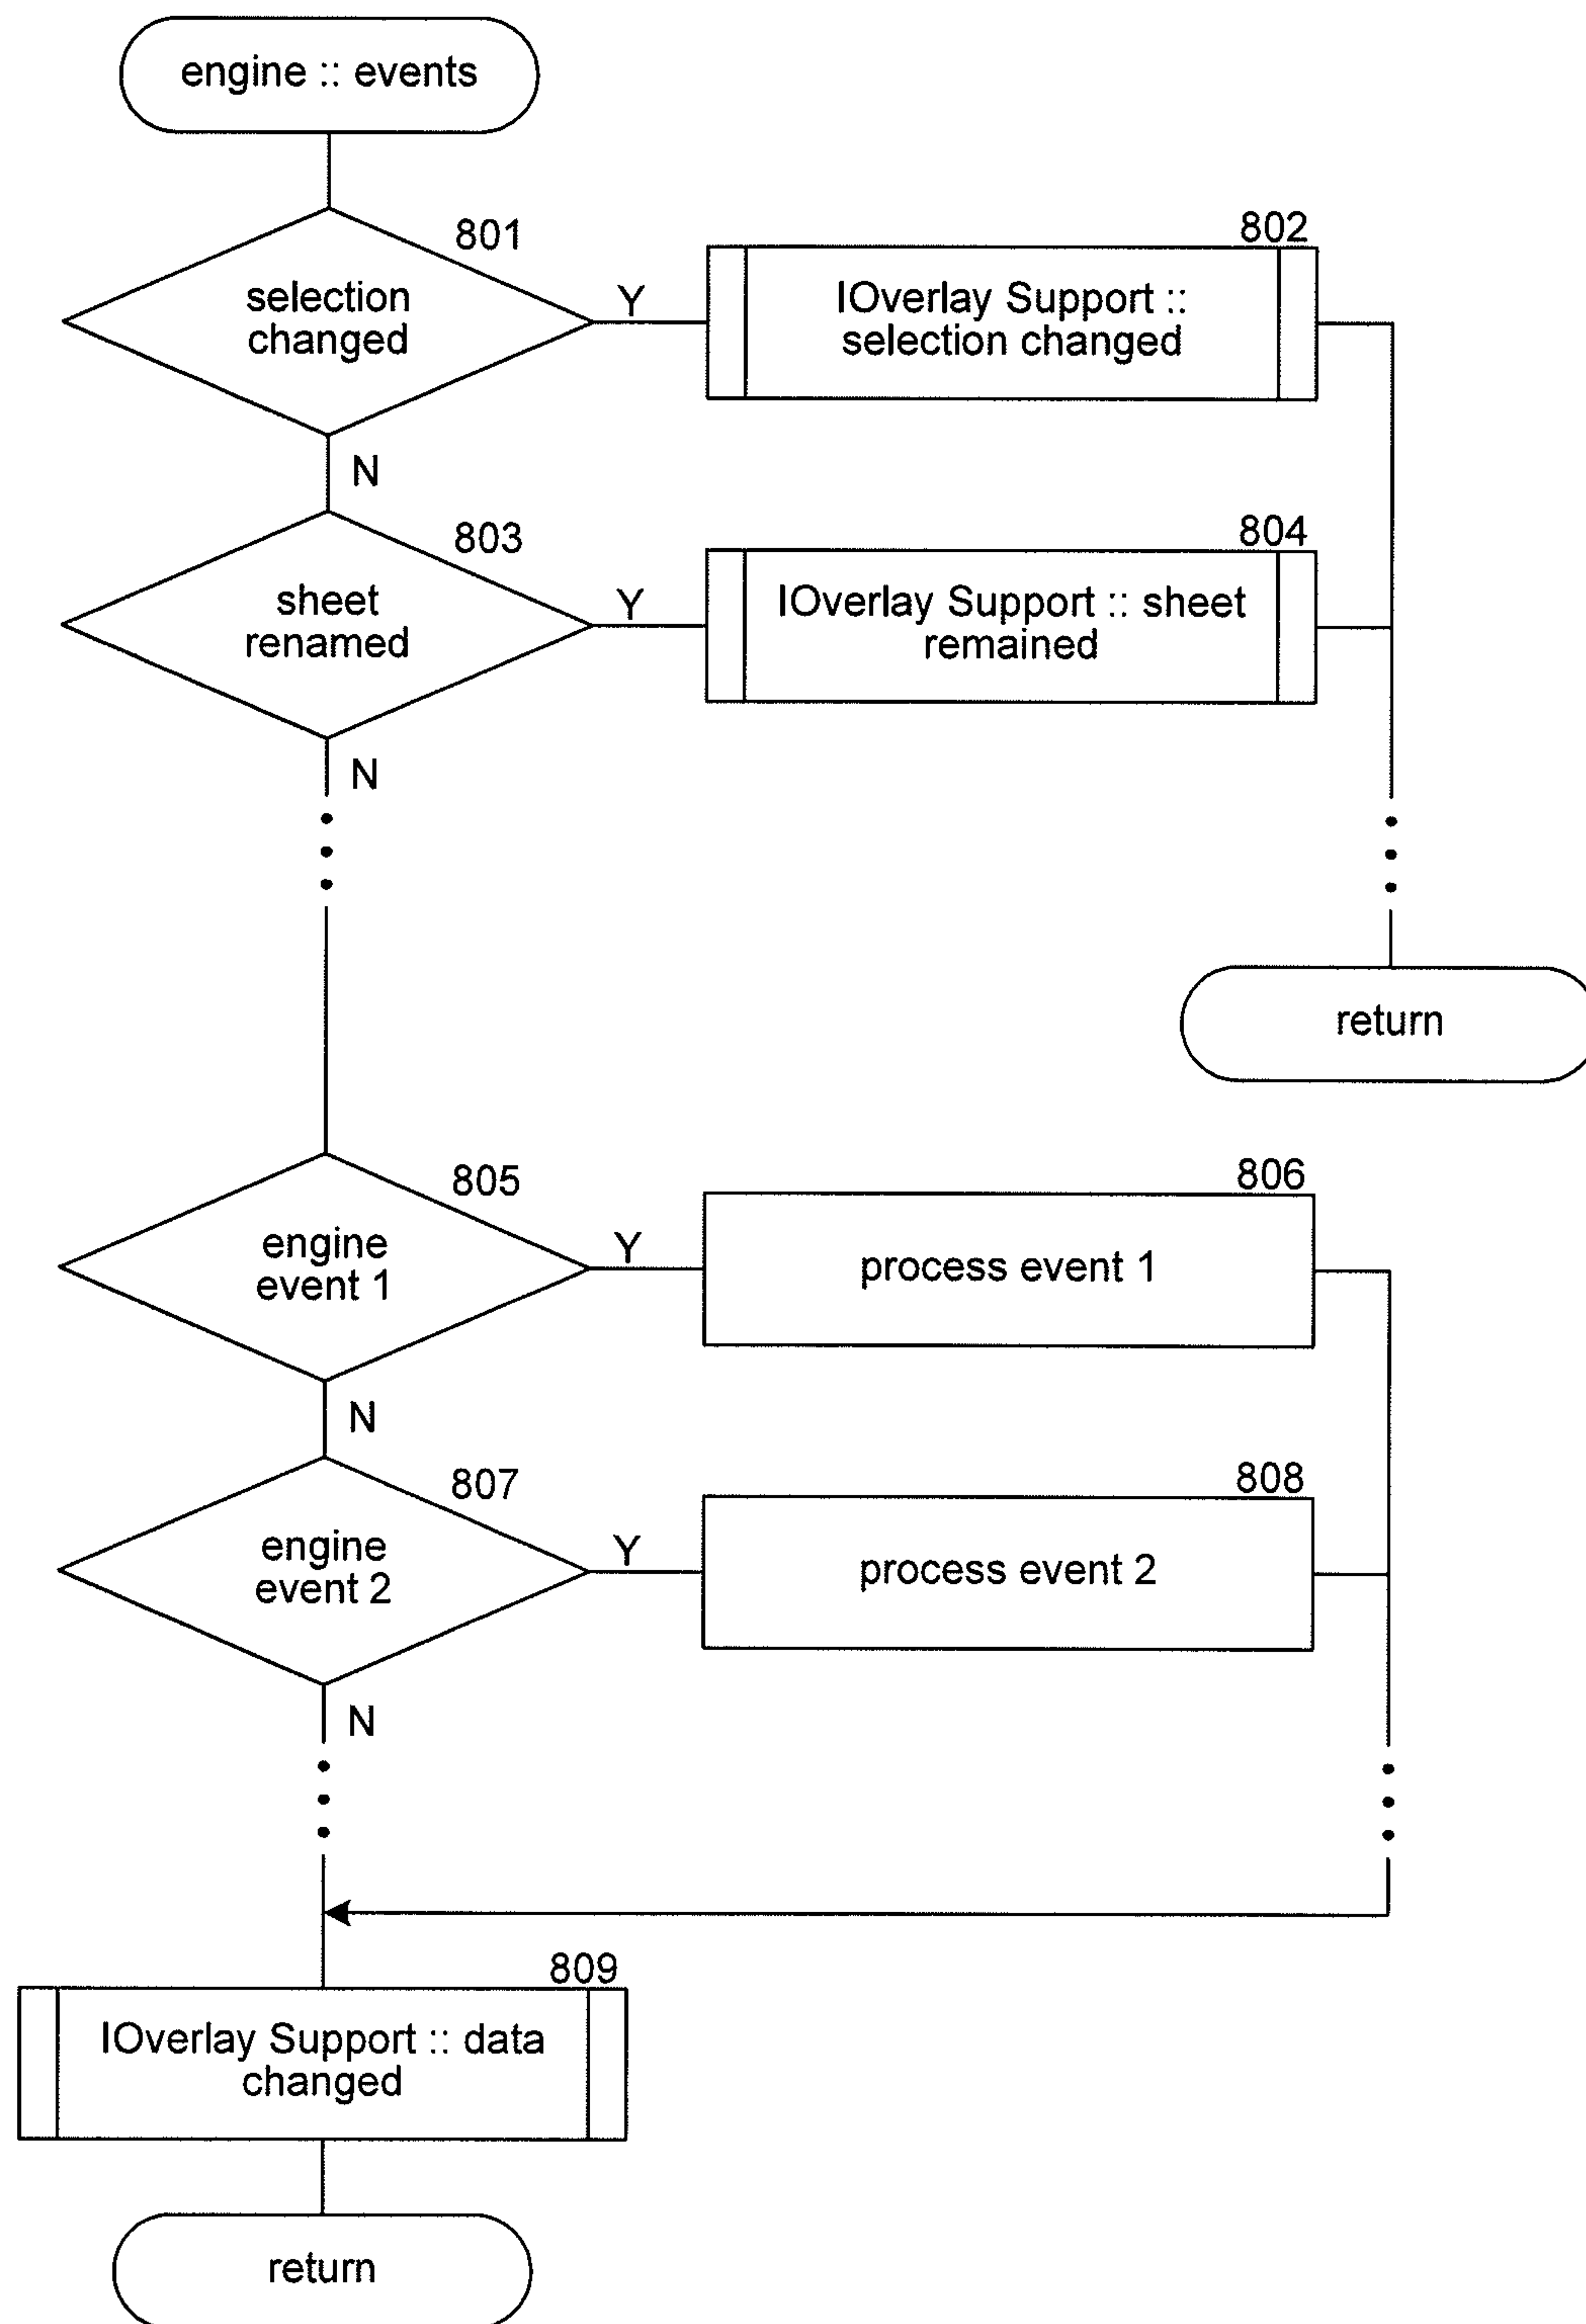 engine :: events
801
selection
changed
Y
802
IOverlay Support ::
selection changed
N
803
sheet
renamed
Y
804
IOverlay Support :: sheet
remained
N
return
805
engine
event 1
Y
806
process event 1
N
807
engine
event 2
Y
808
process event 2
N
809
IOverlay Support :: data
changed
return